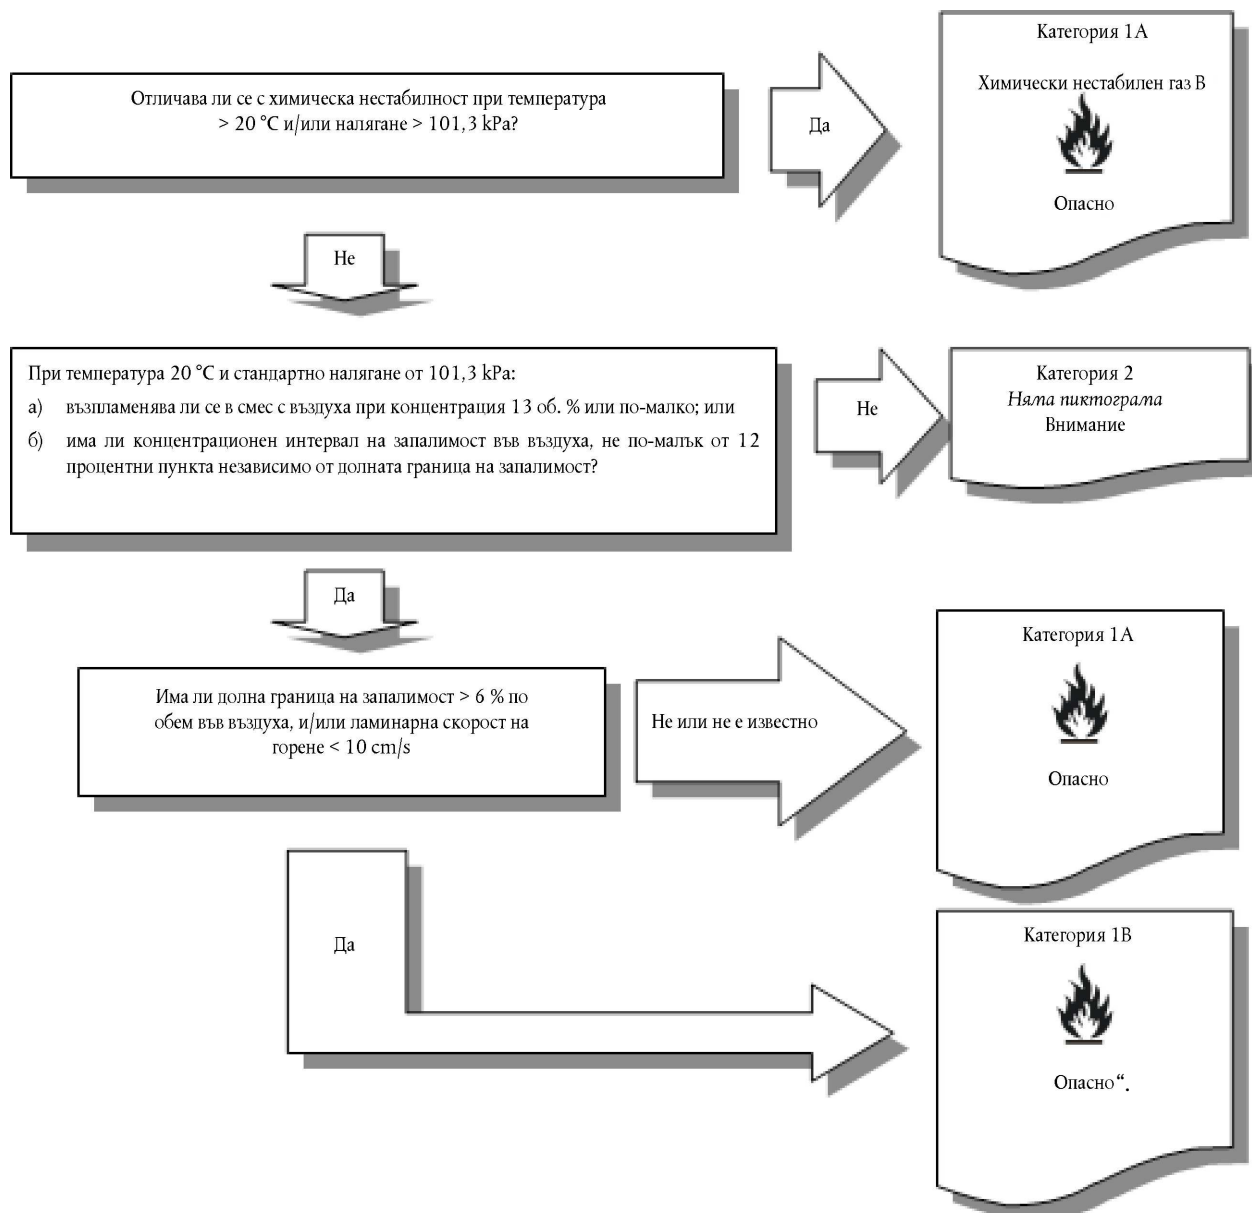 Отличава ли се с химическа нестабилност при температура
> 20 °C и/или налягане > 101,3 kPa?
Да
Категория 1A
Химически нестабилен газ B
Опасно
Не
При температура 20 °C и стандартно налягане от 101,3 kPa:
а) възпламенява ли се в смес с въздуха при концентрация 13 об. % или по-малко; или
б) има ли концентрационен интервал на запалимост във въздуха, не по-малък от 12
процентни пункта независимо от долната граница на запалимост?
Не
Категория 2
Няма пиктограма
Внимание
Да
Има ли долна граница на запалимост > 6 % по
обем във въздуха, и/или ламинарна скорост на
горене < 10 cm/s
Не или не е известно
Категория 1A
Опасно
Да
Категория 1B
Опасно“.